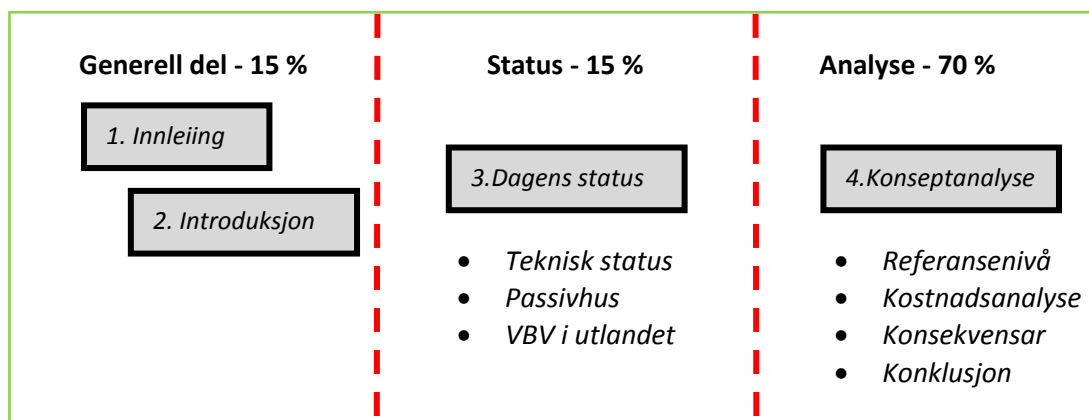 Generell del - 15 %
1. Innleiing
2. Introduksjon
Status - 15 %
3.Dagens status
• Teknisk status
• Passivhus
• VBV i utlandet
Analyse - 70 %
4.Konseptanalyse
• Referansenivå
• Kostnadsanalyse
• Konsekvensar
• Konklusjon